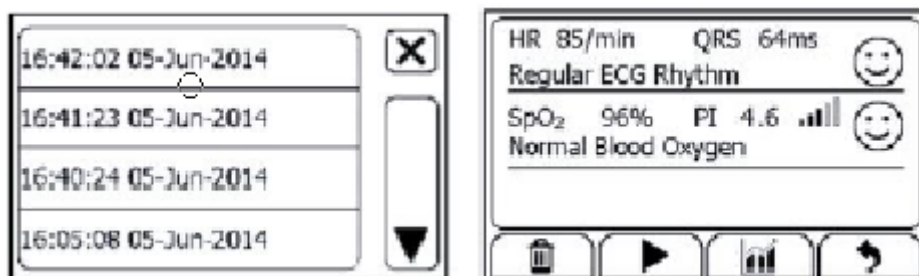 16:42:02 05-Jun-2014
16:41:23 05-Jun-2014
16:40:24 05-Jun-2014
16:05:08 05-Jun-2014
HR 85/min QRS 64ms
Regular ECG Rhythm
SpO₂ 96% PI 4.6
Normal Blood Oxygen